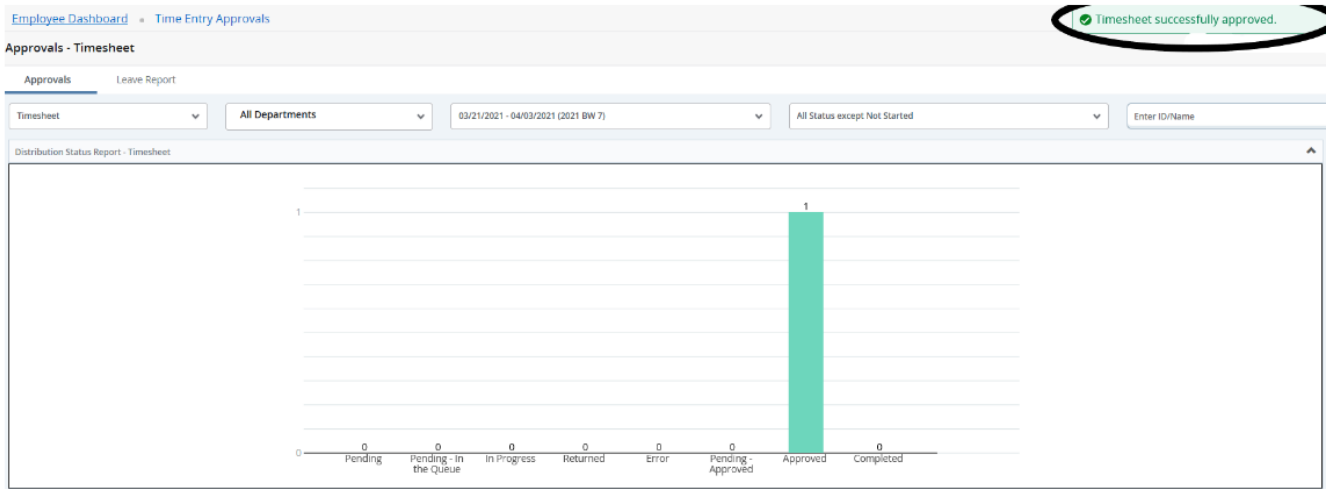 Employee Dashboard • Time Entry Approvals
Timesheet successfully approved.
Approvals - Timesheet
Approvals Leave Report
Timesheet All Departments 03/21/2021 - 04/03/2021 (2021 BW 7) All Status except Not Started Enter ID/Name
Distribution Status Report - Timesheet
1
1
0 0 0 0 0 0 0
0
Pending Pending - In In Progress Returned Error Pending - Approved Completed
the Queue Approved